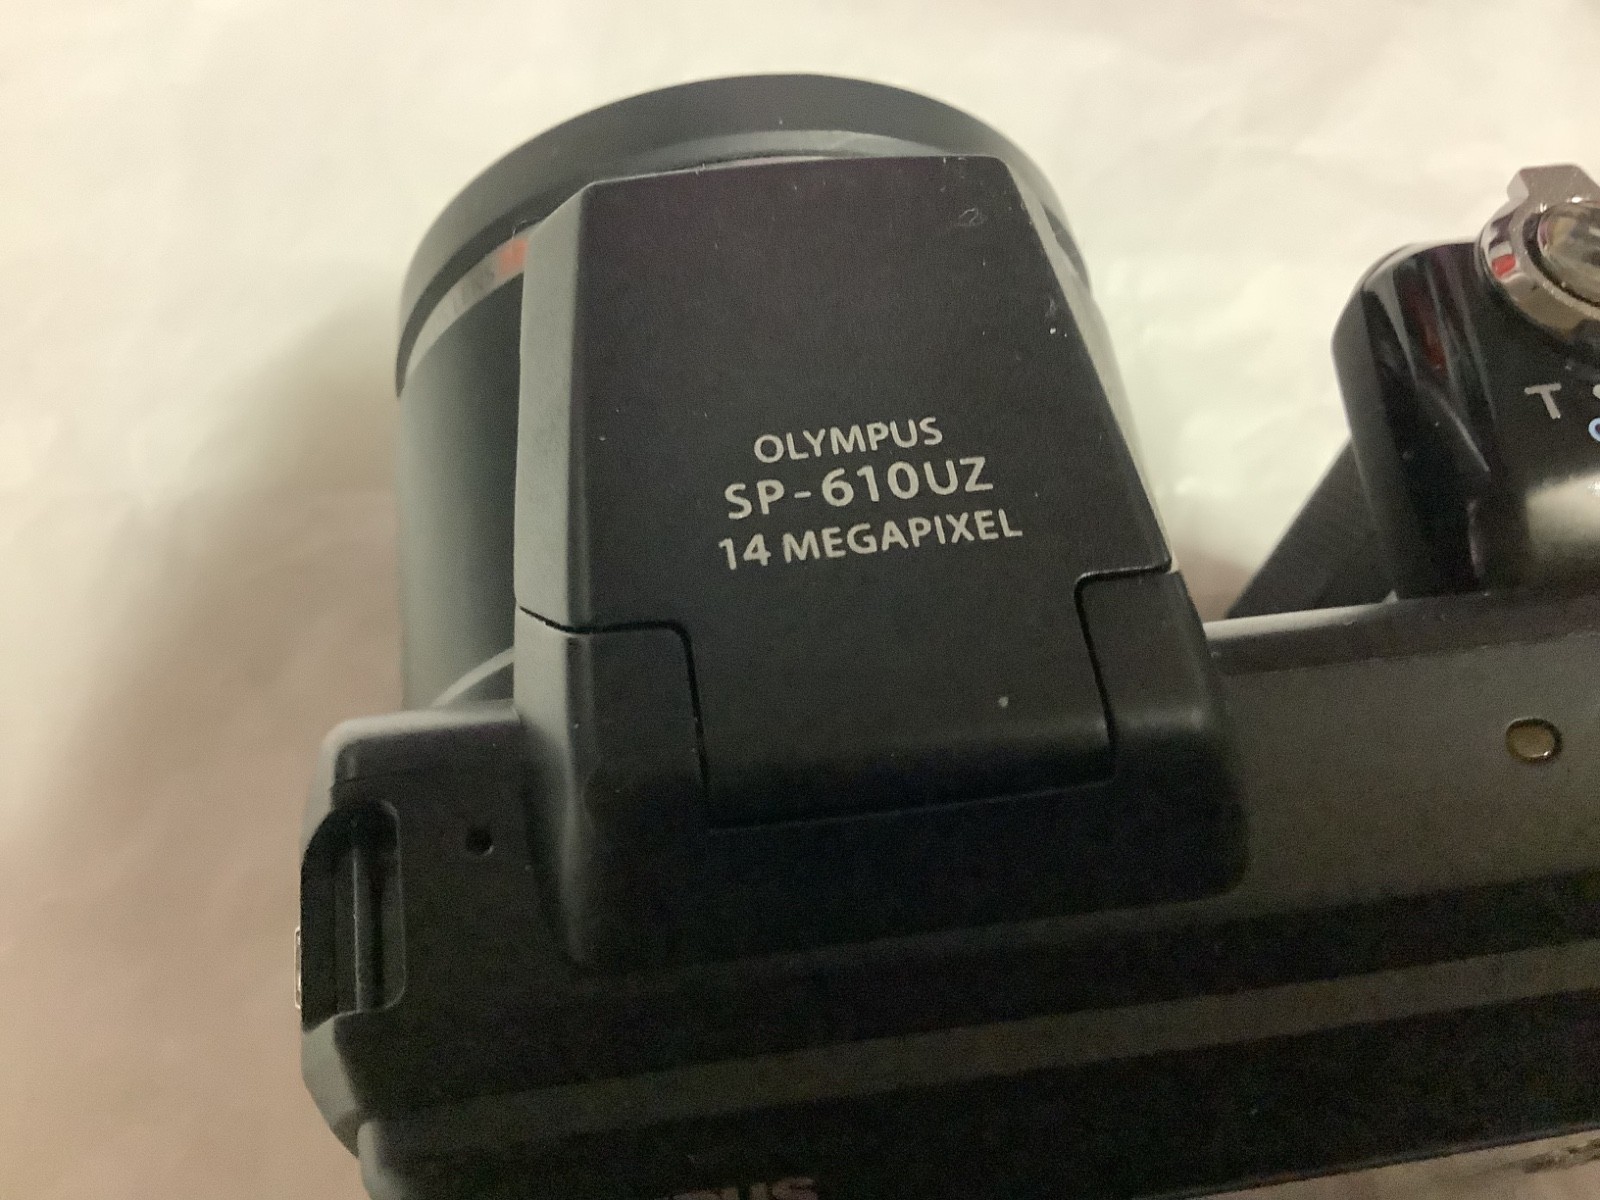 OLYMPUS
SP-610UZ
14 MEGAPIXEL
T